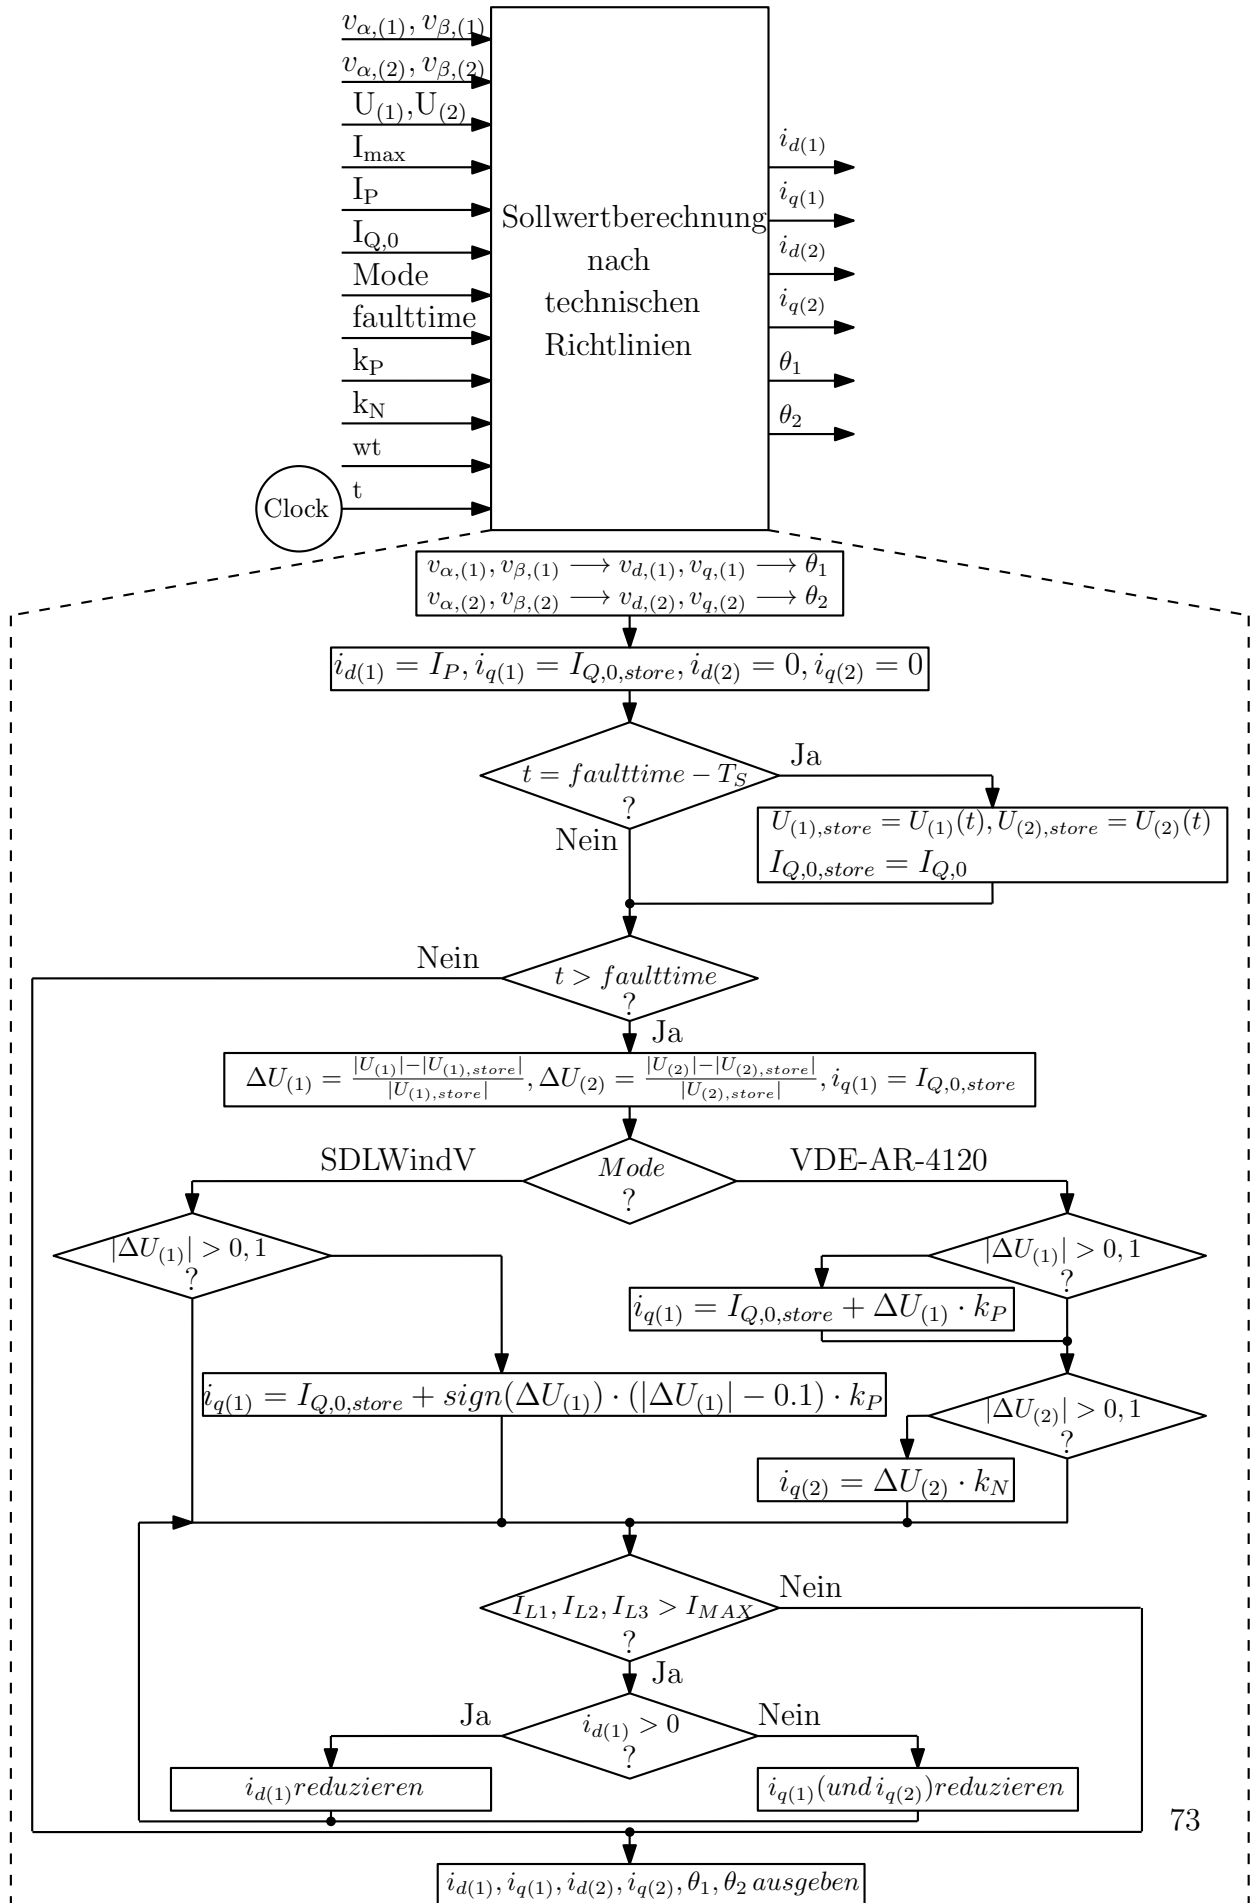 v_{α,(1)}, v_{β,(1)}
v_{α,(2)}, v_{β,(2)}
U_{(1)},U_{(2)}
I_{max}
I_P
I_{Q,0}
Mode
faulttime
k_P
k_N
wt
t
Clock
Sollwertberechnung
nach
technischen
Richtlinien
i_{d(1)}
i_{q(1)}
i_{d(2)}
i_{q(2)}
θ_1
θ_2
v_{α,(1)}, v_{β,(1)} ⟶ v_{d,(1)}, v_{q,(1)} ⟶ θ_1
v_{α,(2)}, v_{β,(2)} ⟶ v_{d,(2)}, v_{q,(2)} ⟶ θ_2
i_{d(1)} = I_P, i_{q(1)} = I_{Q,0,store}, i_{d(2)} = 0, i_{q(2)} = 0
t = faulttime − T_S
?
Ja
Nein
U_{(1),store} = U_{(1)}(t), U_{(2),store} = U_{(2)}(t)
I_{Q,0,store} = I_{Q,0}
Nein
t > faulttime
?
Ja
ΔU_{(1)} = \frac{|U_{(1)}|−|U_{(1),store}|}{|U_{(1),store}|}, ΔU_{(2)} = \frac{|U_{(2)}|−|U_{(2),store}|}{|U_{(2),store}|}, i_{q(1)} = I_{Q,0,store}
SDLWindV
Mode
?
VDE-AR-4120
|ΔU_{(1)}| > 0, 1
?
|ΔU_{(1)}| > 0, 1
?
i_{q(1)} = I_{Q,0,store} + ΔU_{(1)} · k_P
i_{q(1)} = I_{Q,0,store} + sign(ΔU_{(1)}) · (|ΔU_{(1)}| − 0.1) · k_P
|ΔU_{(2)}| > 0, 1
?
i_{q(2)} = ΔU_{(2)} · k_N
I_{L1}, I_{L2}, I_{L3} > I_{MAX}
?
Nein
Ja
Ja
i_{d(1)} > 0
?
Nein
i_{d(1)} reduzieren
i_{q(1)}(und i_{q(2)})reduzieren
73
i_{d(1)}, i_{q(1)}, i_{d(2)}, i_{q(2)}, θ_1, θ_2 ausgeben